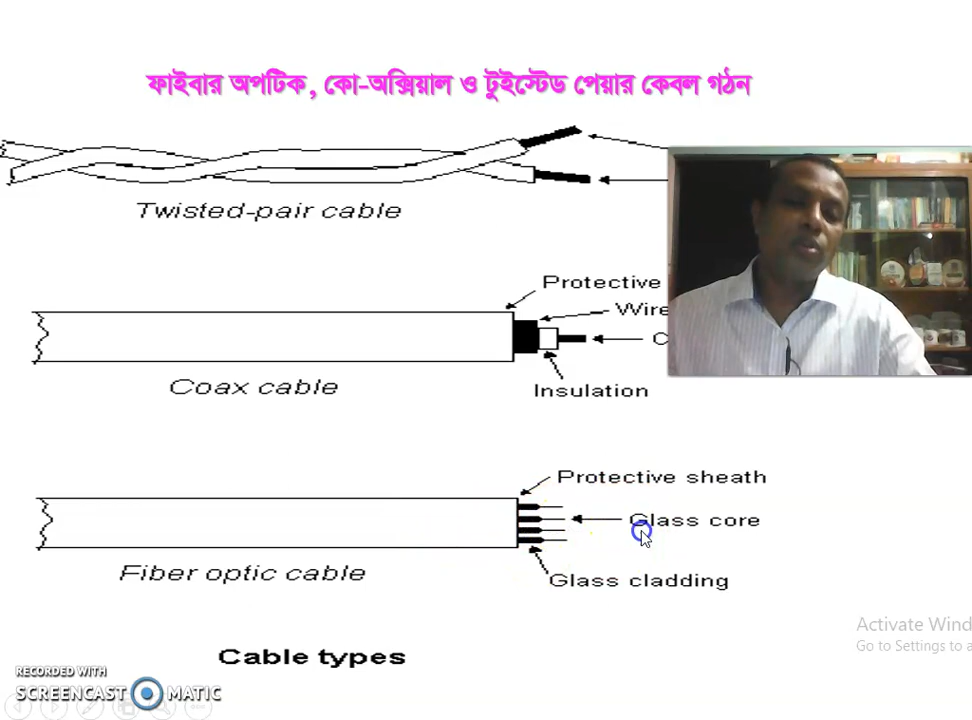 ফাইবার অপটিক, কো-অক্সিয়াল ও টুইস্টেড পেয়ার কেবল গঠন
Twisted-pair cable
Protective
Wire
C
Coax cable
Insulation
Protective sheath
Glass core
Fiber optic cable
Glass cladding
Cable types
Activate Wind
Go to Settings to a
RECORDED WITH
SCREENCAST MATIC